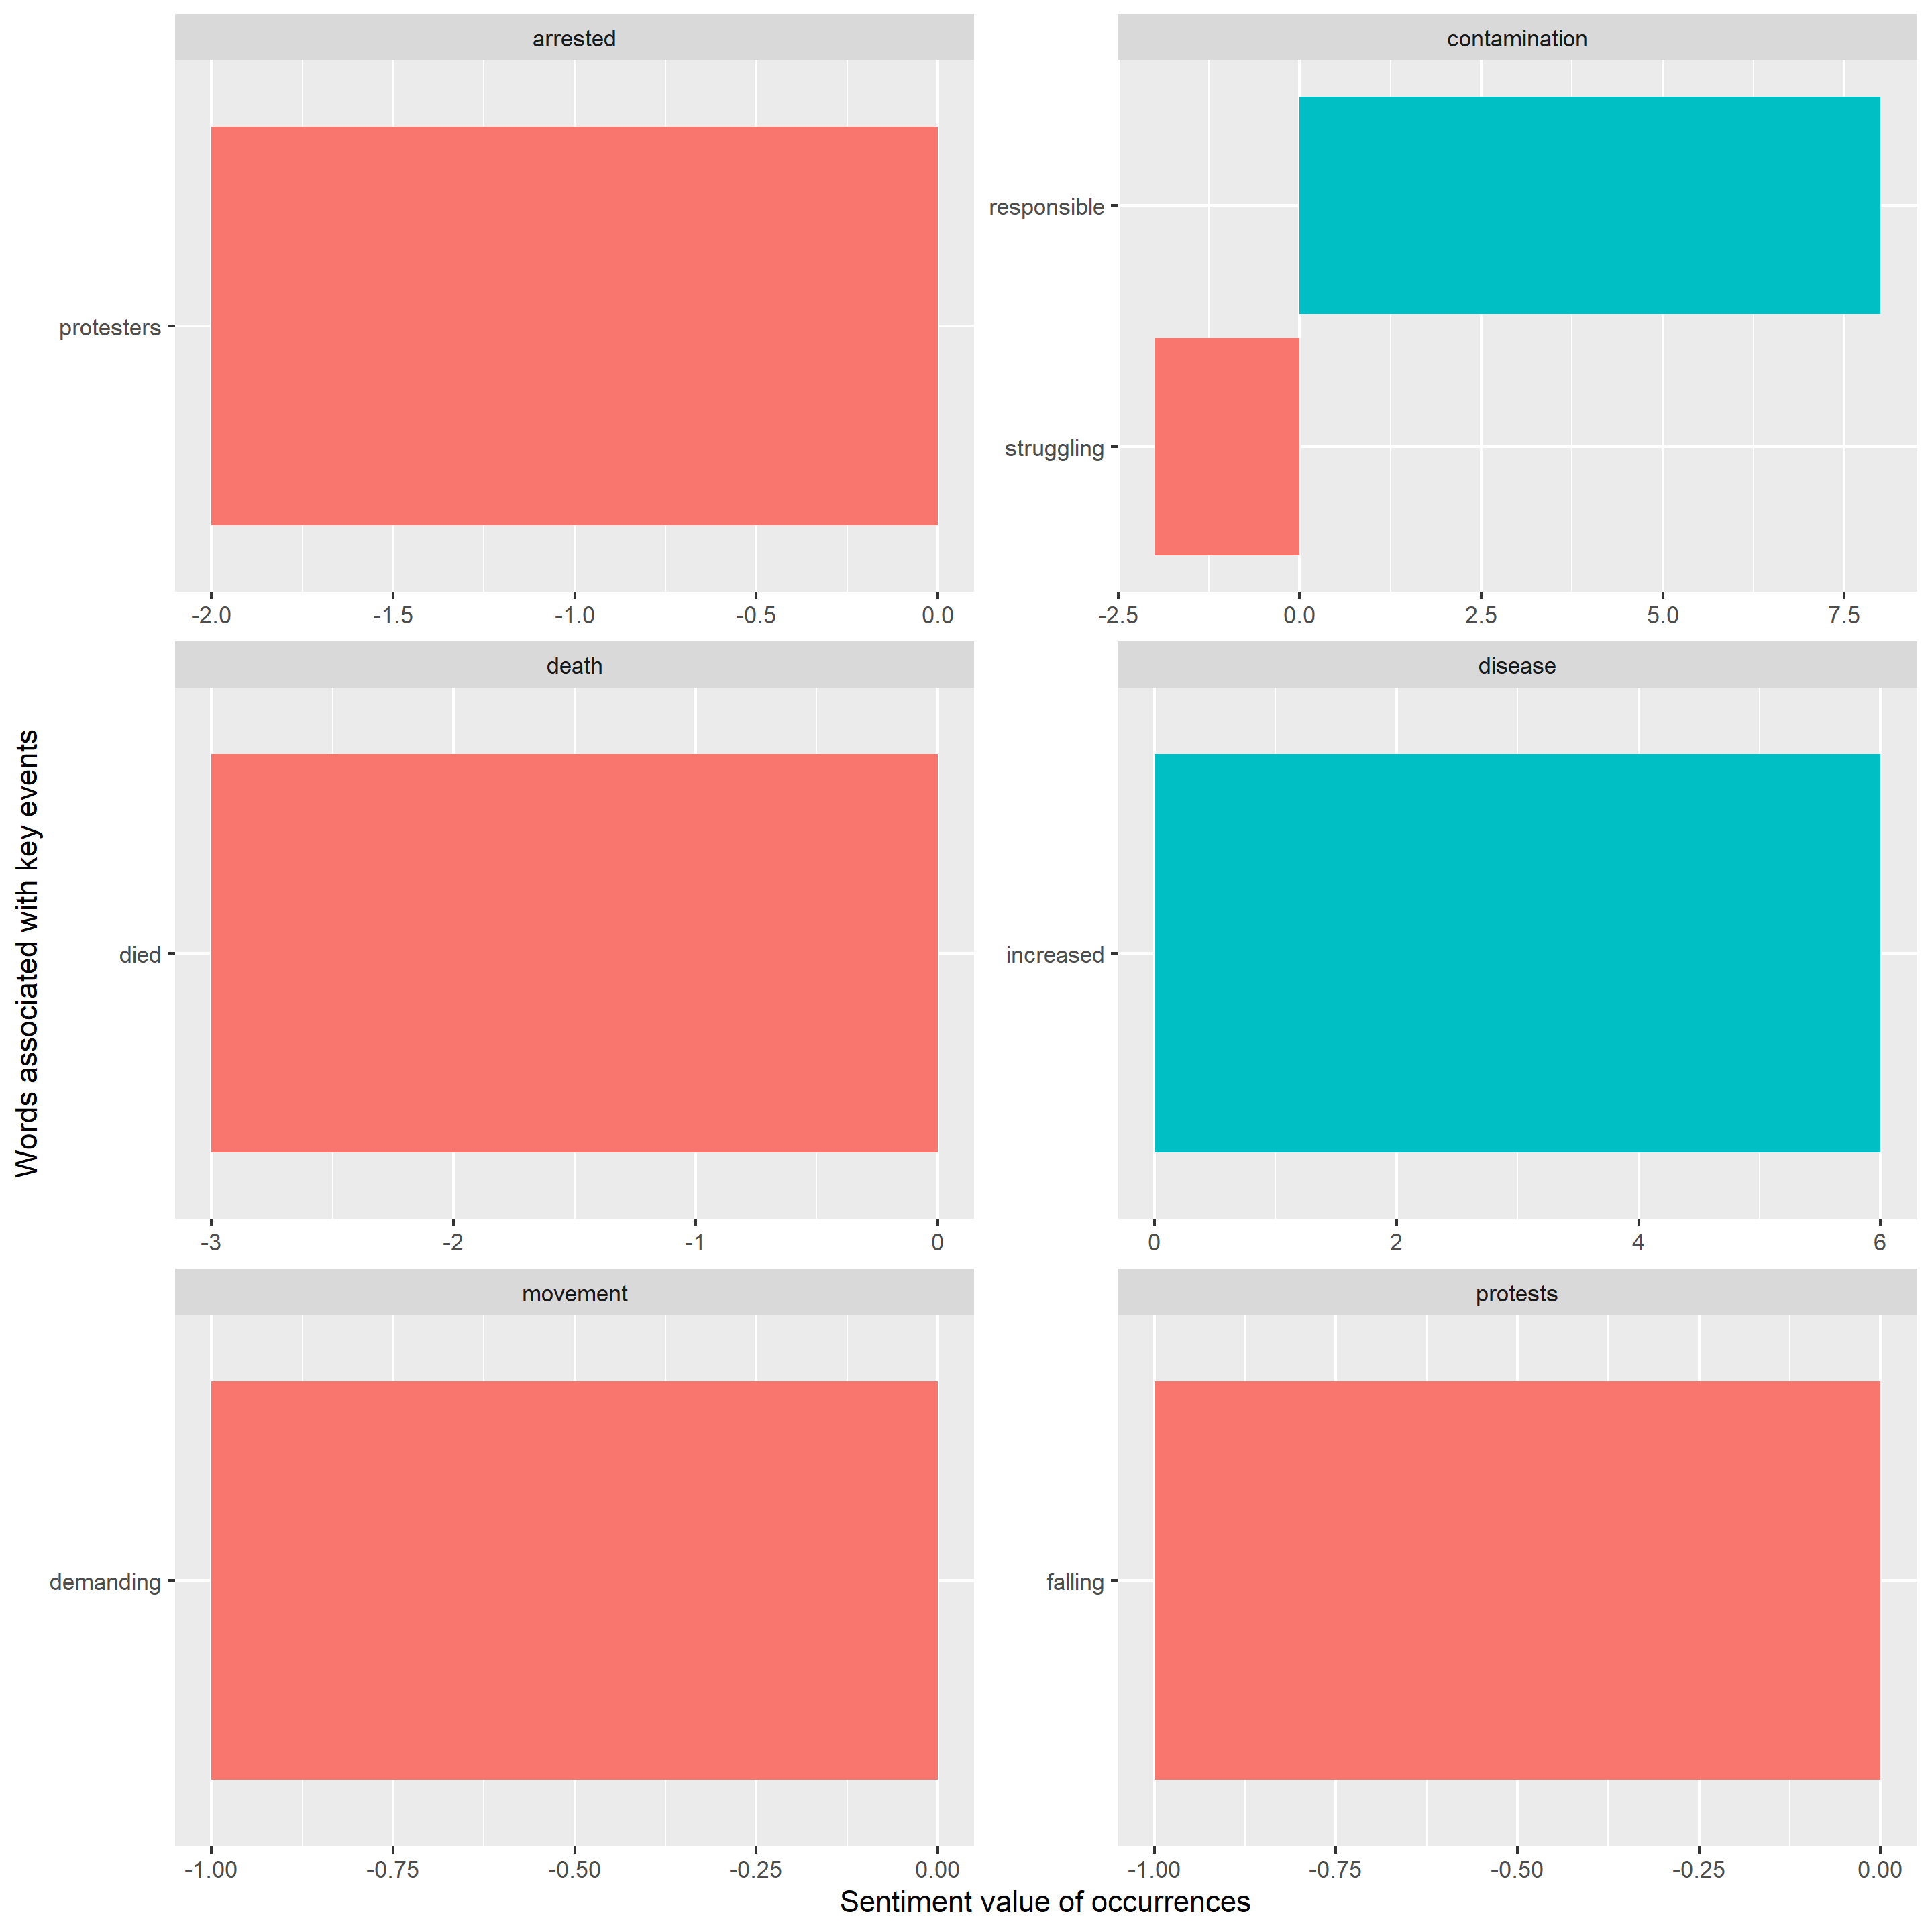 arrested
contamination
protesters
responsible
struggling
-2.0 -1.5 -1.0 -0.5 0.0
-2.5 0.0 2.5 5.0 7.5
death
disease
died
increased
-3 -2 -1 0
0 2 4 6
movement
protests
demanding
falling
-1.00 -0.75 -0.50 -0.25 0.00
-1.00 -0.75 -0.50 -0.25 0.00
Words associated with key events
Sentiment value of occurrences